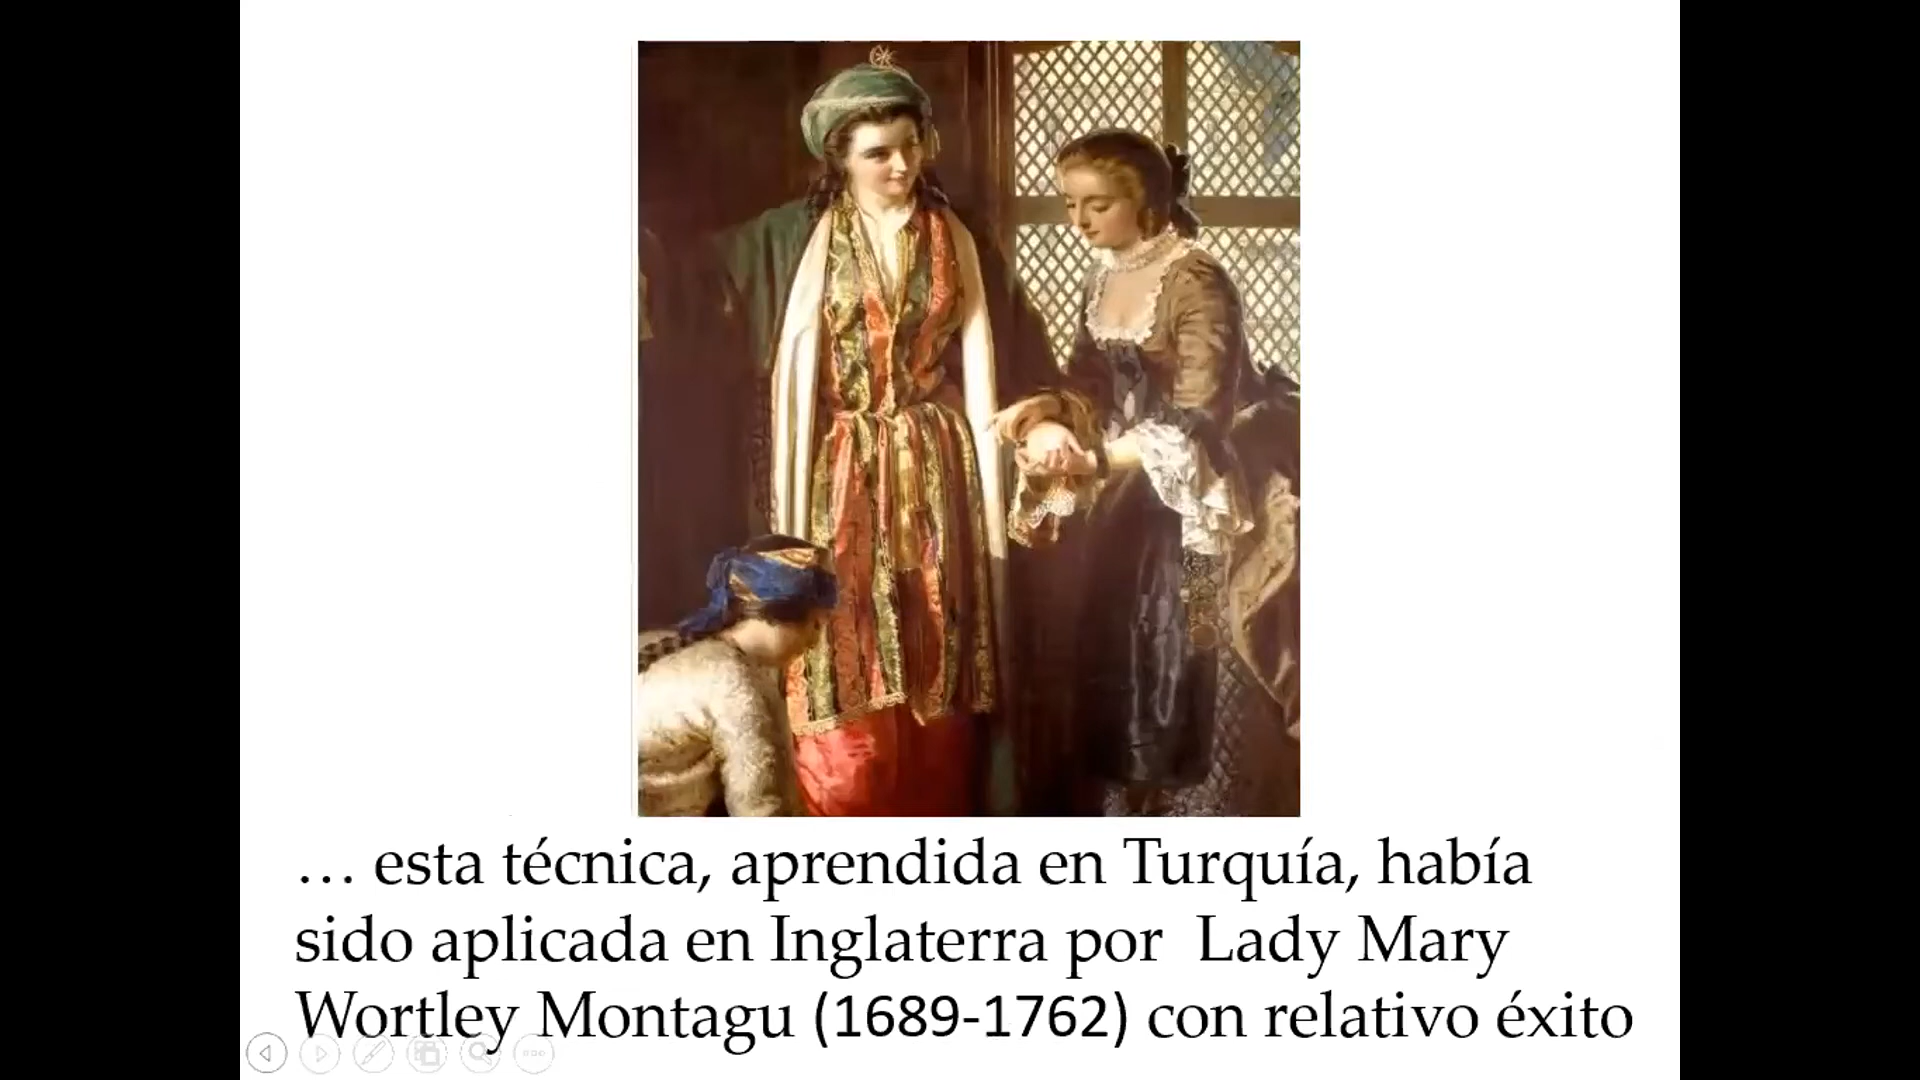 … esta técnica, aprendida en Turquía, había
sido aplicada en Inglaterra por Lady Mary
Wortley Montagu (1689-1762) con relativo éxito